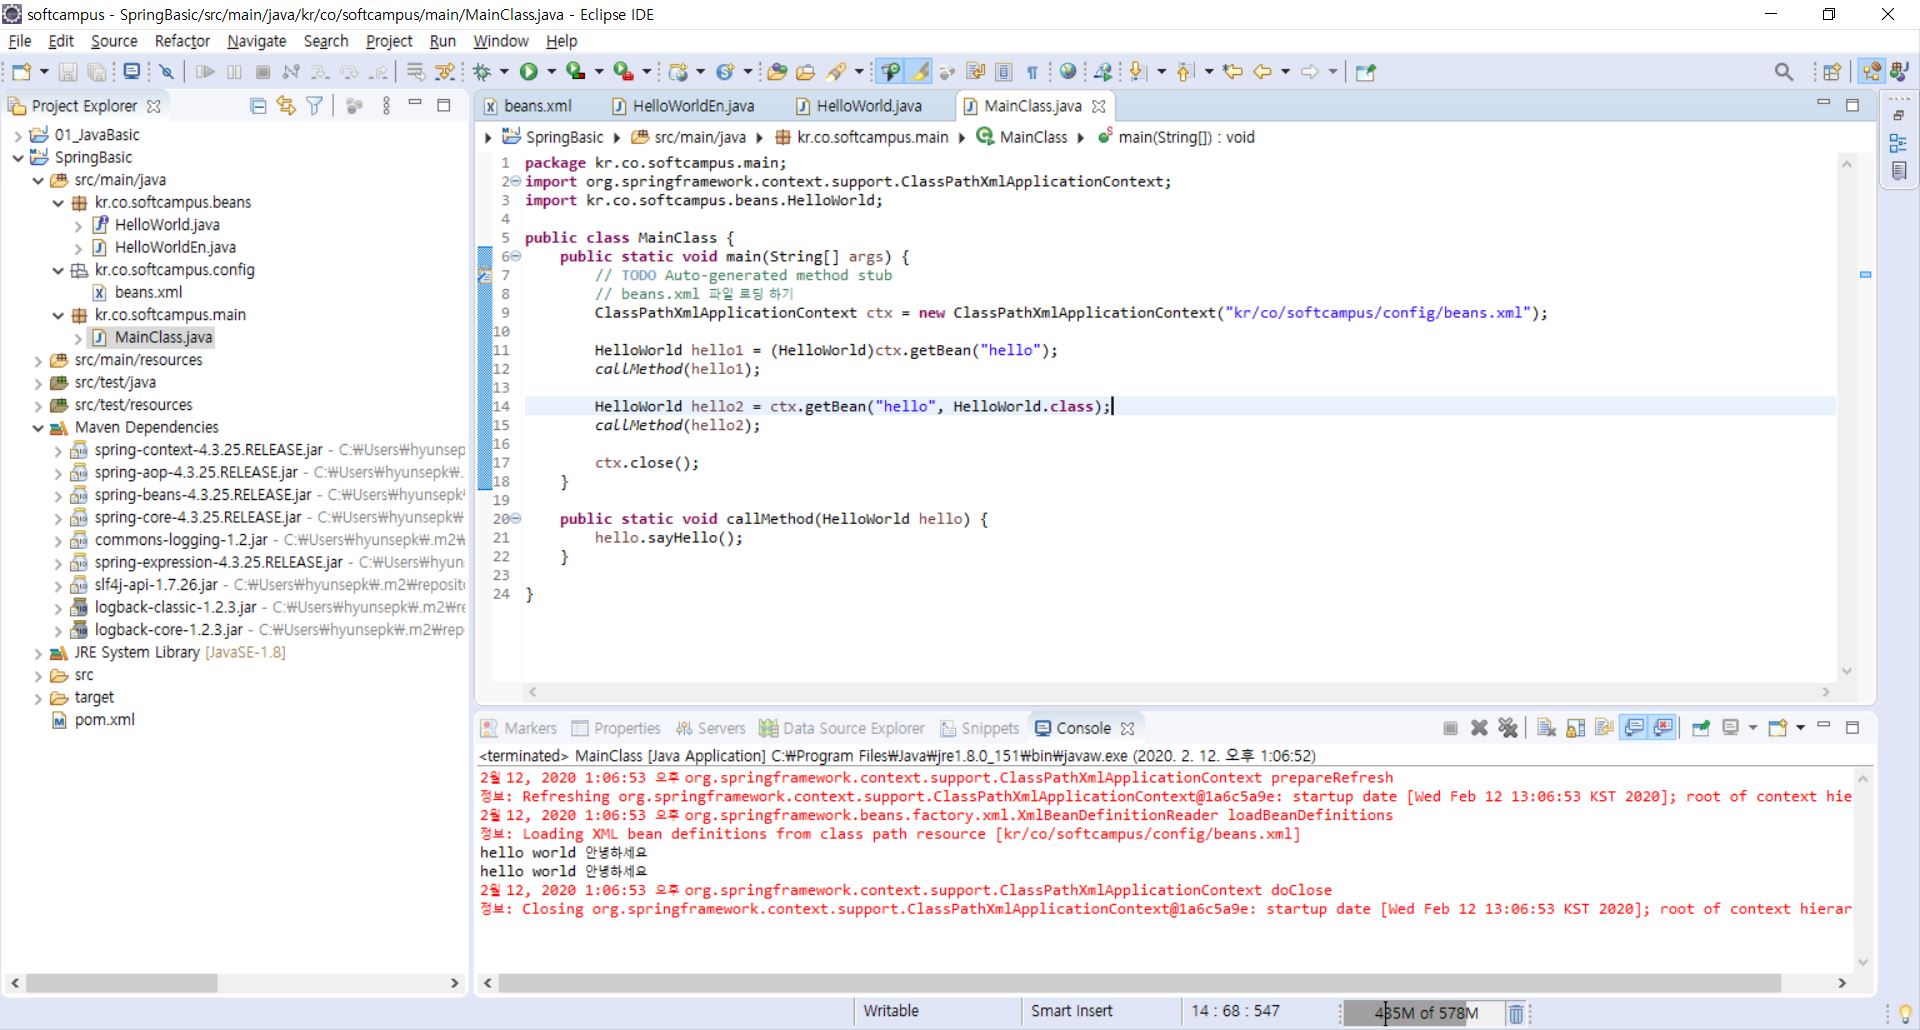 softcampus - SpringBasic/src/main/java/kr/co/softcampus/main/MainClass.java - Eclipse IDE
File Edit Source Refactor Navigate Search Project Run Window Help
Project Explorer
01_JavaBasic
SpringBasic
src/main/java
kr.co.softcampus.beans
HelloWorld.java
HelloWorldEn.java
kr.co.softcampus.config
beans.xml
kr.co.softcampus.main
MainClass.java
src/main/resources
src/test/java
src/test/resources
Maven Dependencies
spring-context-4.3.25.RELEASE.jar - C:₩Users₩hyunsepk
spring-aop-4.3.25.RELEASE.jar - C:₩Users₩hyunsepk₩.
spring-beans-4.3.25.RELEASE.jar - C:₩Users₩hyunsepk
spring-core-4.3.25.RELEASE.jar - C:₩Users₩hyunsepk₩
commons-logging-1.2.jar - C:₩Users₩hyunsepk₩.m2₩
spring-expression-4.3.25.RELEASE.jar - C:₩Users₩hyun
slf4j-api-1.7.26.jar - C:₩Users₩hyunsepk₩.m2₩reposit
logback-classic-1.2.3.jar - C:₩Users₩hyunsepk₩.m2₩re
logback-core-1.2.3.jar - C:₩Users₩hyunsepk₩.m2₩rep
JRE System Library [JavaSE-1.8]
src
target
pom.xml
beans.xml HelloWorldEn.java HelloWorld.java MainClass.java
SpringBasic src/main/java kr.co.softcampus.main MainClass main(String[]) : void
1 package kr.co.softcampus.main;
2 import org.springframework.context.support.ClassPathXmlApplicationContext;
3 import kr.co.softcampus.beans.HelloWorld;
4
5 public class MainClass {
6 public static void main(String[] args) {
7 // TODO Auto-generated method stub
8 // beans.xml 파일 로딩 하기
9 ClassPathXmlApplicationContext ctx = new ClassPathXmlApplicationContext("kr/co/softcampus/config/beans.xml");
10
11 HelloWorld hello1 = (HelloWorld)ctx.getBean("hello");
12 callMethod(hello1);
13
14 HelloWorld hello2 = ctx.getBean("hello", HelloWorld.class);
15 callMethod(hello2);
16
17 ctx.close();
18 }
19
20 public static void callMethod(HelloWorld hello) {
21 hello.sayHello();
22 }
23
24 }
Markers Properties Servers Data Source Explorer Snippets Console
<terminated> MainClass [Java Application] C:₩Program Files₩Java₩jre1.8.0_151₩bin₩javaw.exe (2020. 2. 12. 오후 1:06:52)
2월 12, 2020 1:06:53 오후 org.springframework.context.support.ClassPathXmlApplicationContext prepareRefresh
정보: Refreshing org.springframework.context.support.ClassPathXmlApplicationContext@1a6c5a9e: startup date [Wed Feb 12 13:06:53 KST 2020]; root of context hie
2월 12, 2020 1:06:53 오후 org.springframework.beans.factory.xml.XmlBeanDefinitionReader loadBeanDefinitions
정보: Loading XML bean definitions from class path resource [kr/co/softcampus/config/beans.xml]
hello world 안녕하세요
hello world 안녕하세요
2월 12, 2020 1:06:53 오후 org.springframework.context.support.ClassPathXmlApplicationContext doClose
정보: Closing org.springframework.context.support.ClassPathXmlApplicationContext@1a6c5a9e: startup date [Wed Feb 12 13:06:53 KST 2020]; root of context hierar
Writable Smart Insert 14 : 68 : 547 435M of 578M